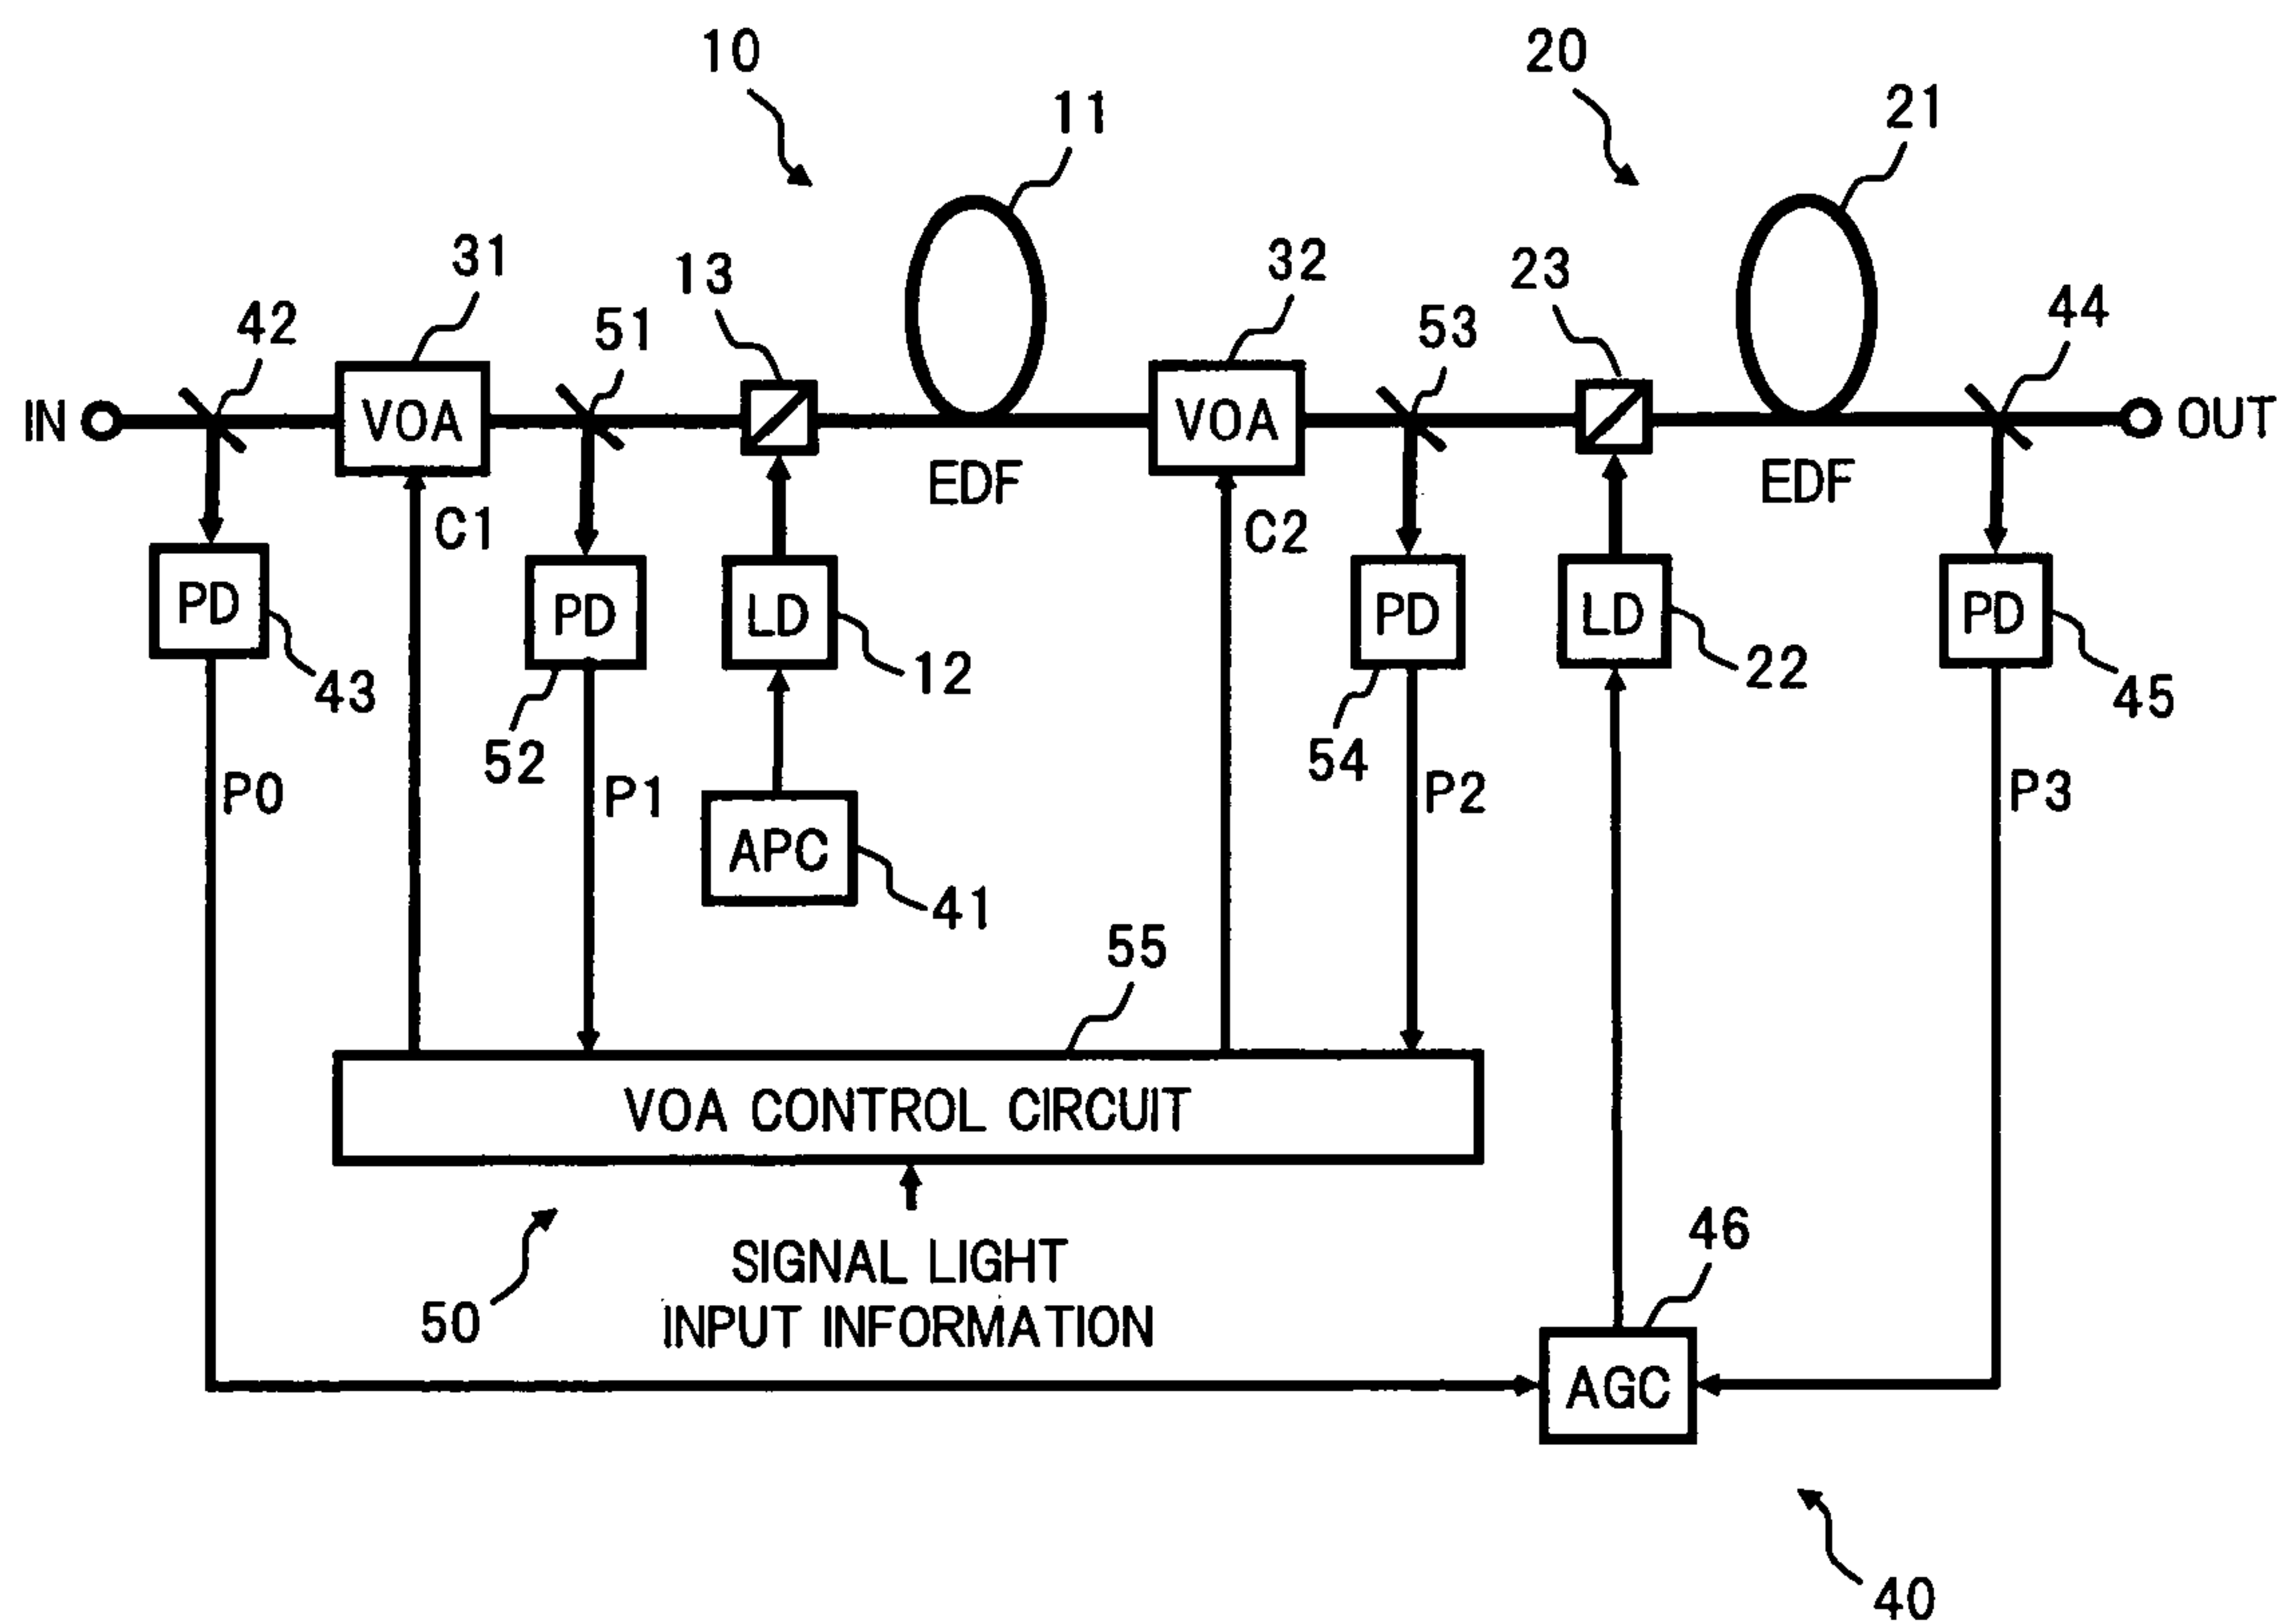 10
20
11
21
31
13
32
23
42
51
53
44
IN
VOA
VOA
OUT
EDF
EDF
C1
C2
PD
PD
LD
PD
LD
PD
43
52
12
54
22
45
P0
P1
P2
P3
APC
41
55
VOA CONTROL CIRCUIT
50
SIGNAL LIGHT
INPUT INFORMATION
46
AGC
40